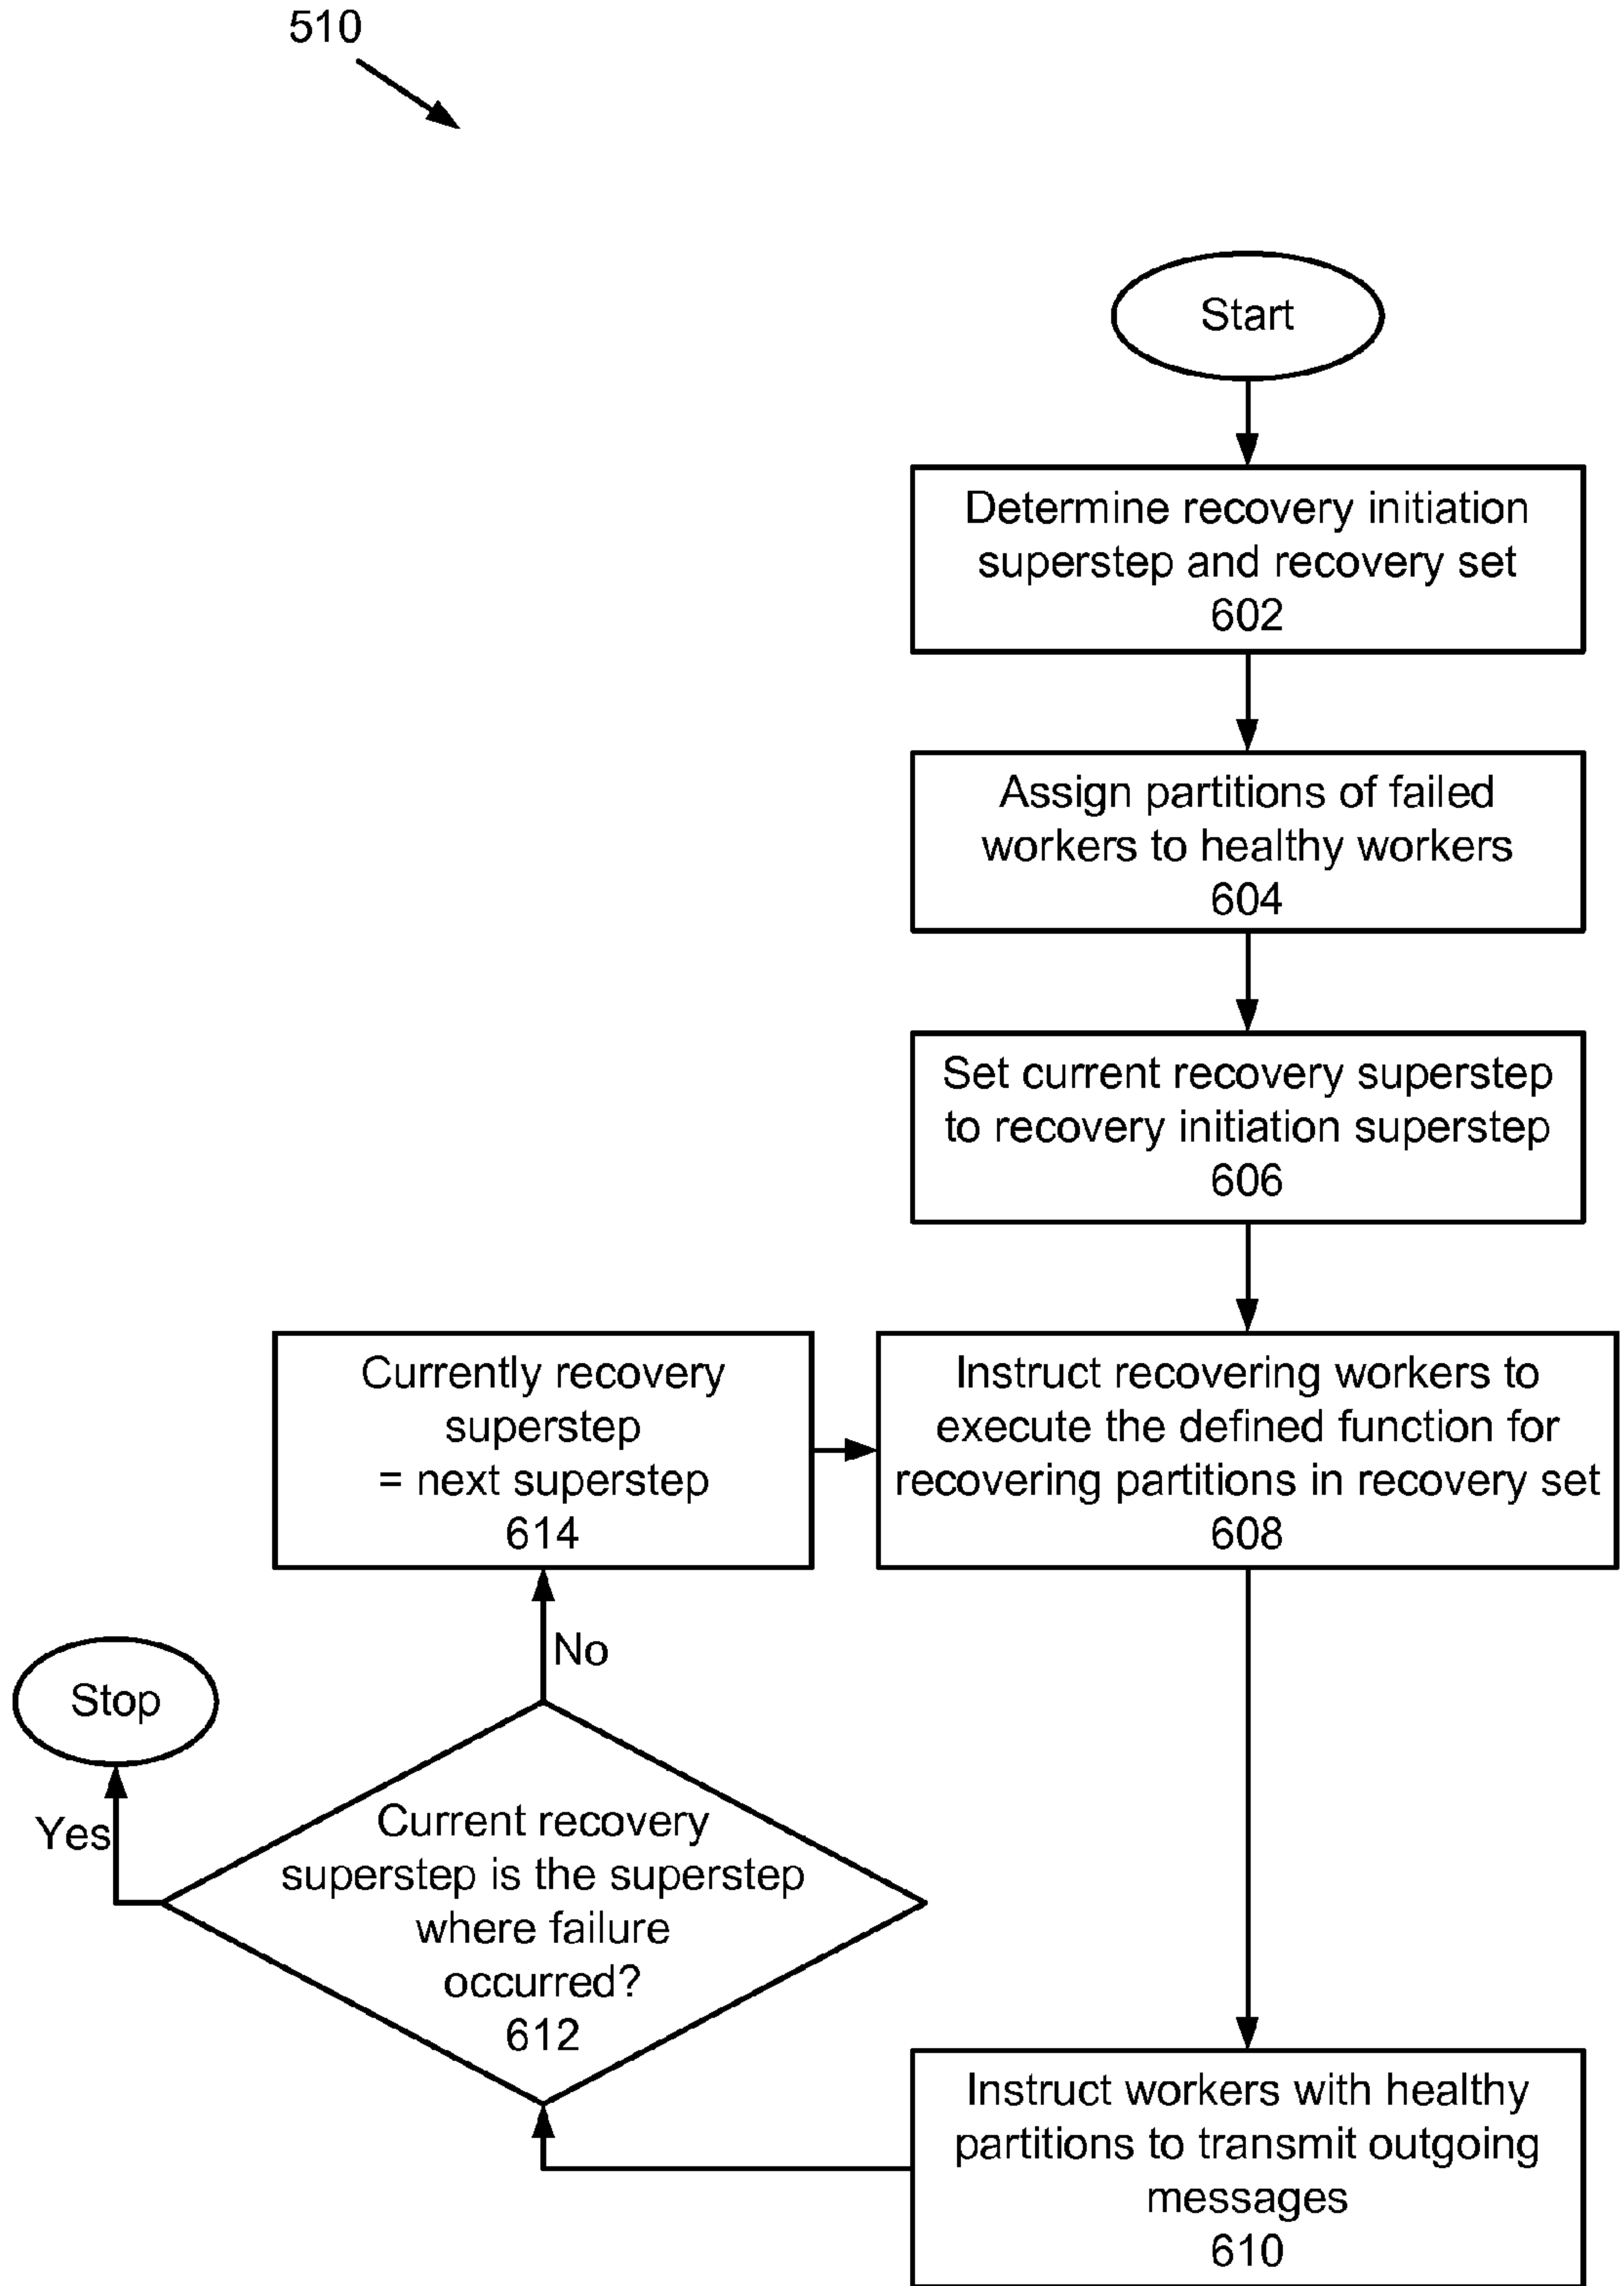 510
Start
Determine recovery initiation
superstep and recovery set
602
Assign partitions of failed
workers to healthy workers
604
Set current recovery superstep
to recovery initiation superstep
606
Currently recovery
superstep
= next superstep
614
Instruct recovering workers to
execute the defined function for
recovering partitions in recovery set
608
No
Stop
Yes
Current recovery
superstep is the superstep
where failure
occurred?
612
Instruct workers with healthy
partitions to transmit outgoing
messages
610